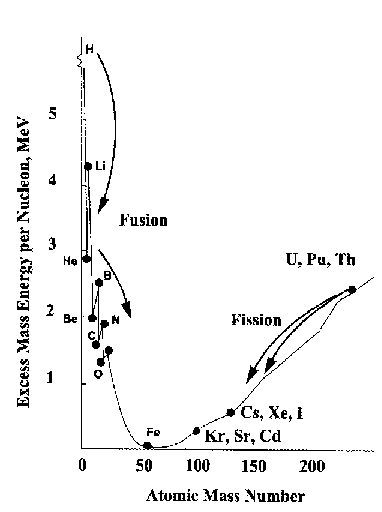 H
5
Li
4
Fusion
3
He
B
U, Pu, Th
2
Be
N
Fission
C
O
1
Cs, Xe, I
Fe
Kr, Sr, Cd
0
50
100
150
200
Atomic Mass Number
Excess Mass Energy per Nucleon, MeV